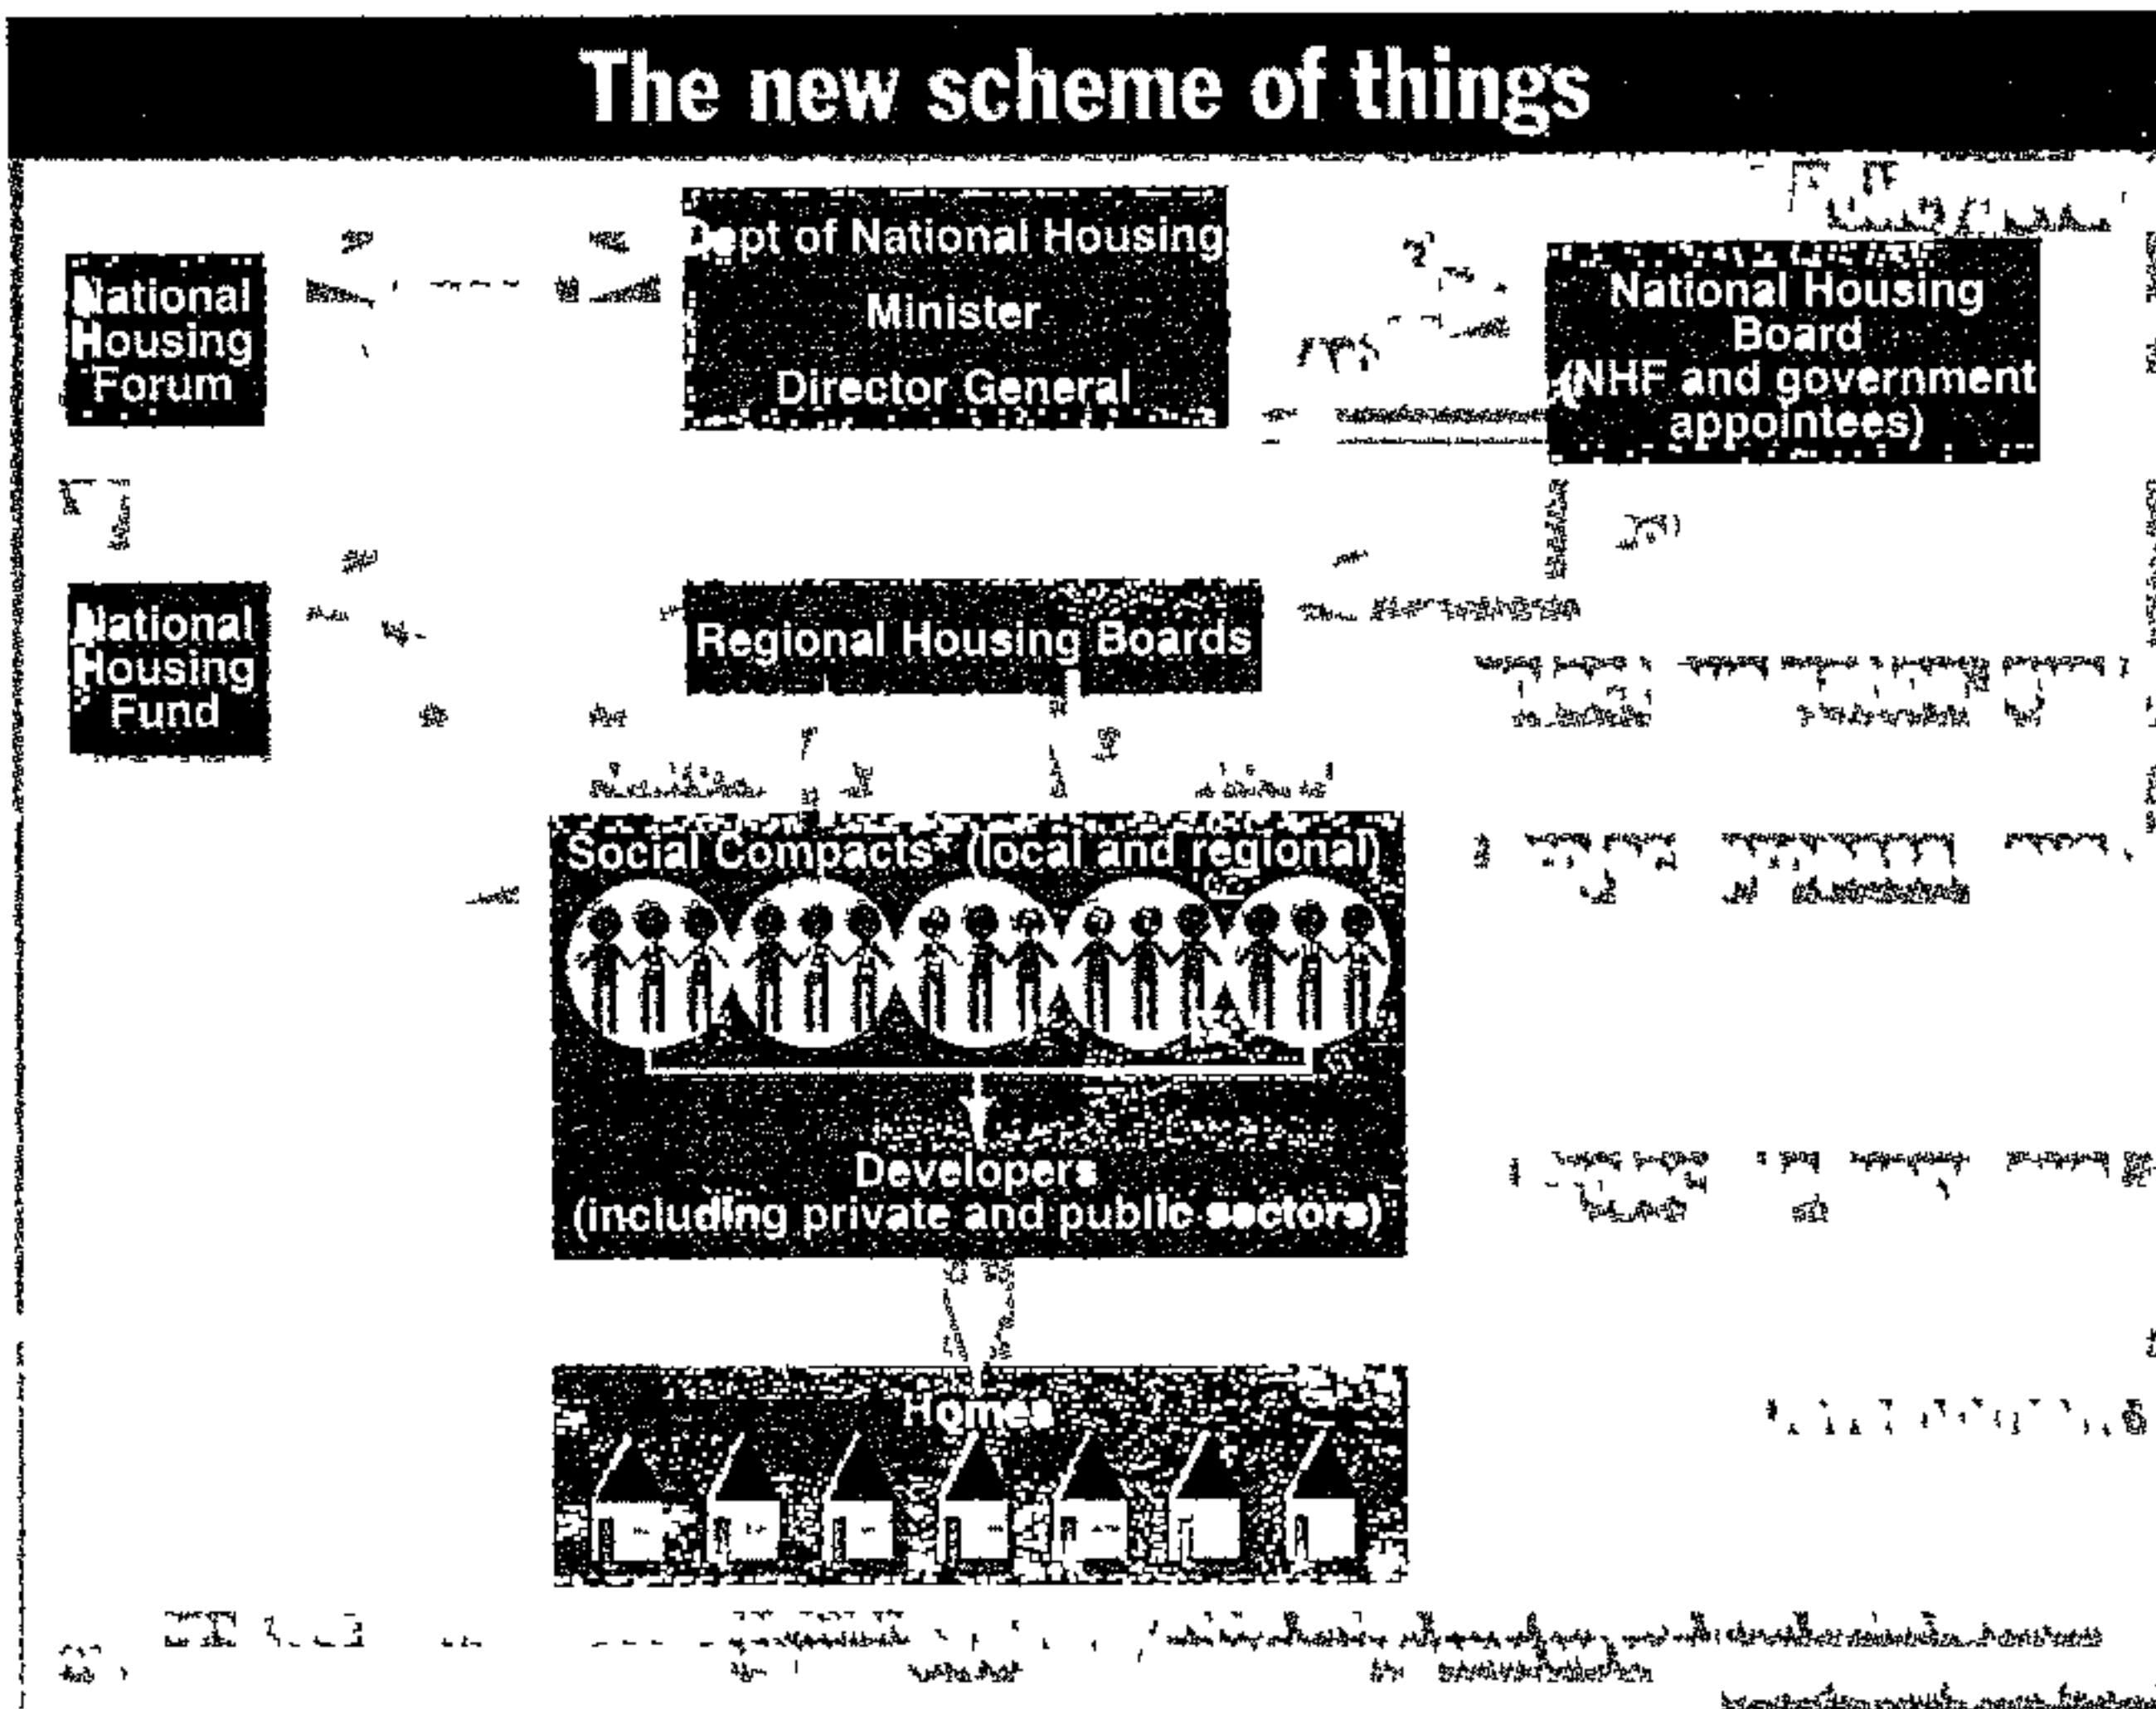 The new scheme of things
National
Housing
Forum
Dept of National Housing
Minister
Director General
National Housing
Board
(NHF and government
appointees)
National
Housing
Fund
Regional Housing Boards
Social Compacts* (local and regional)
Developers
(including private and public sectors)
Homes